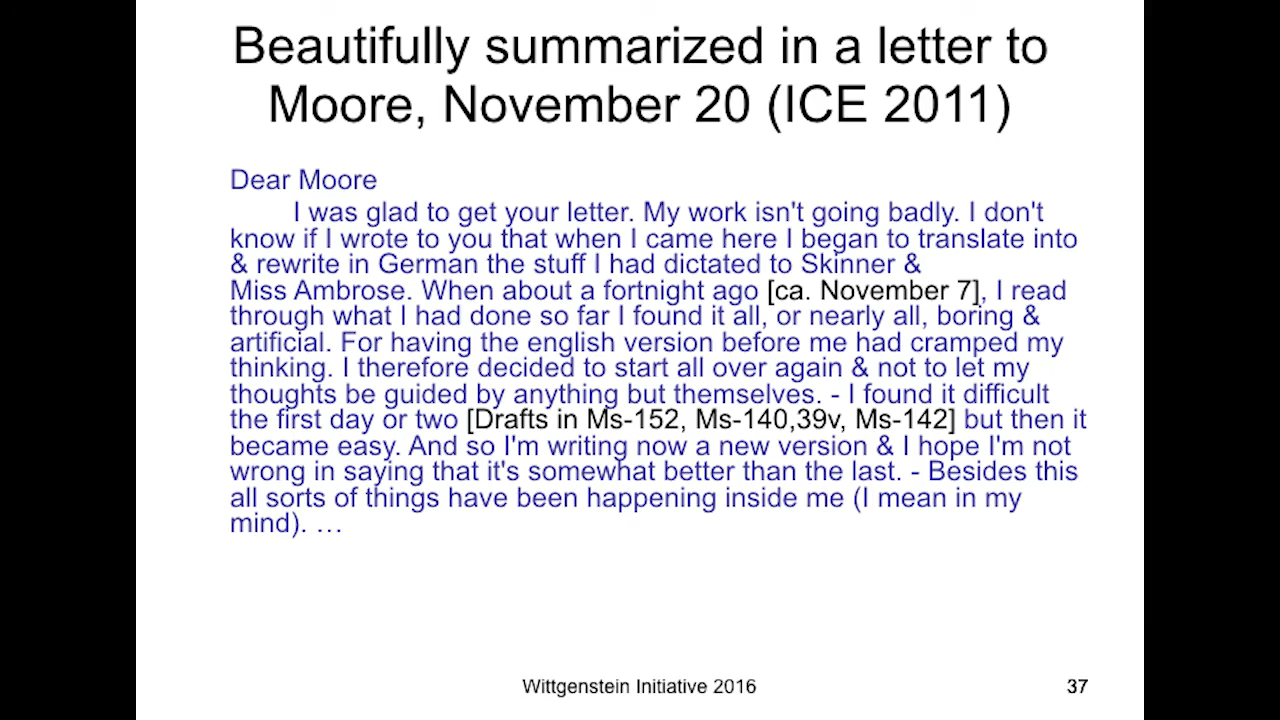 Beautifully summarized in a letter to
Moore, November 20 (ICE 2011)
Dear Moore
I was glad to get your letter. My work isn't going badly. I don't
know if I wrote to you that when I came here I began to translate into
& rewrite in German the stuff I had dictated to Skinner &
Miss Ambrose. When about a fortnight ago [ca. November 7], I read
through what I had done so far I found it all, or nearly all, boring &
artificial. For having the english version before me had cramped my
thinking. I therefore decided to start all over again & not to let my
thoughts be guided by anything but themselves. - I found it difficult
the first day or two [Drafts in Ms-152, Ms-140,39v, Ms-142] but then it
became easy. And so I'm writing now a new version & I hope I'm not
wrong in saying that it's somewhat better than the last. - Besides this
all sorts of things have been happening inside me (I mean in my
mind). …
Wittgenstein Initiative 2016
37